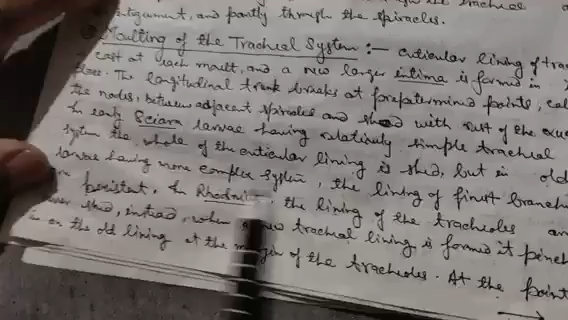 the tracheal
integument, and partly through the spiracles.
Moulting of the Tracheal System :— cuticular lining of
cast at each moult, and a new larger intima is formed in
place. The longitudinal trunk breaks at predetermined points,
the nodes, between adjacent spiracles and shed with rest of the
In early Sciara larvae having relatively simple tracheal
system the whole of the cuticular lining is shed, but in
larvae having more complex system, the lining of finest
persistent. In the lining of the tracheoles
shed, instead, when new tracheal lining is formed it
on the old lining at the margin of the tracheoles. At the point